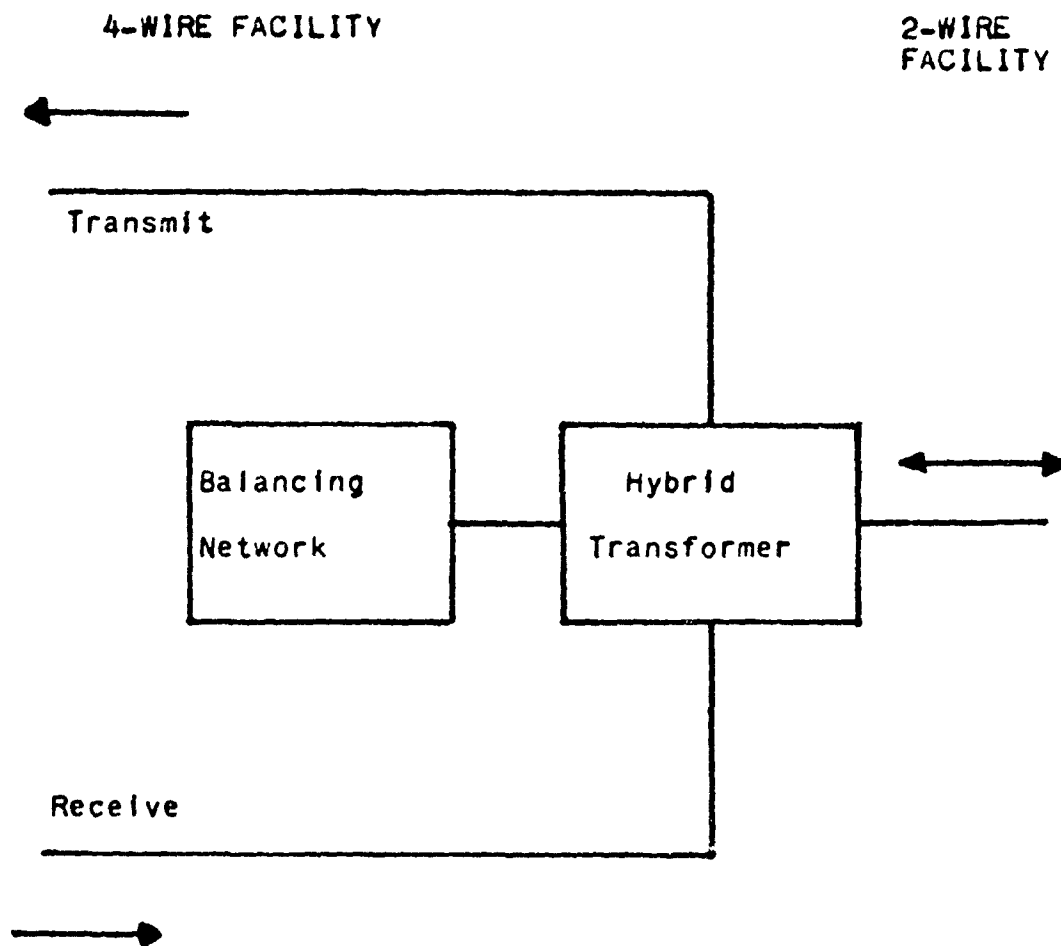 4-WIRE FACILITY
2-WIRE
FACILITY
Transmit
Balancing
Network
Hybrid
Transformer
Receive